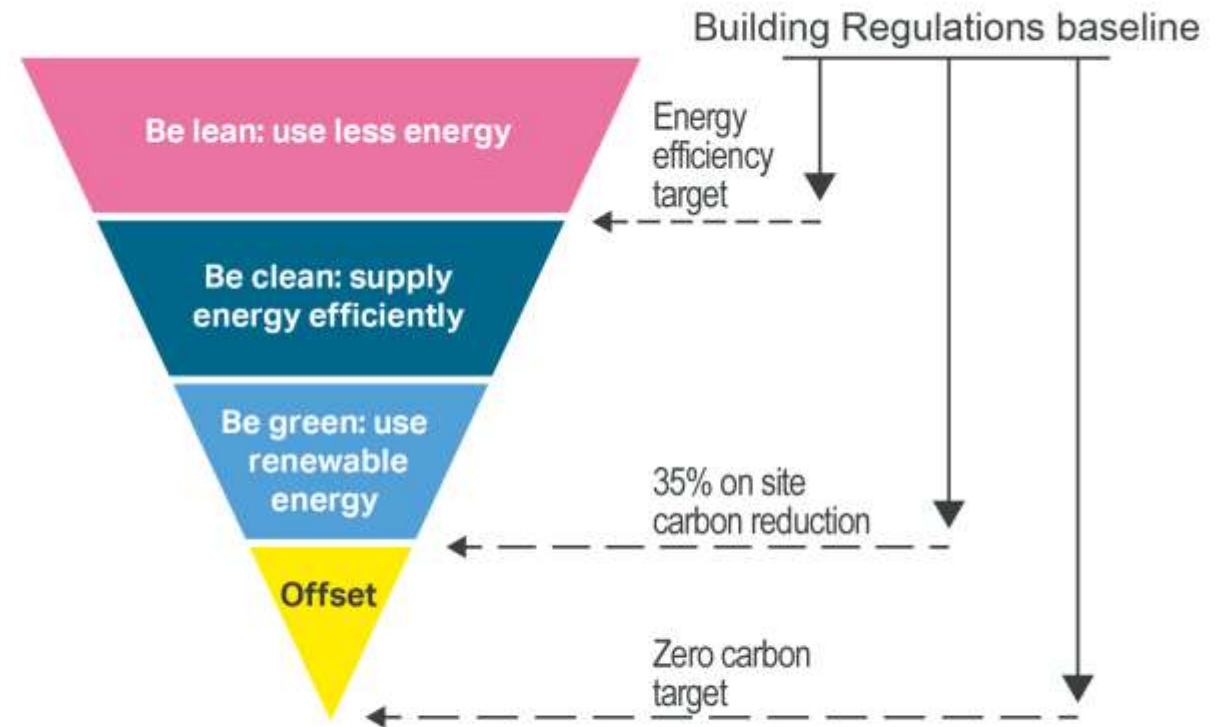 Building Regulations baseline
Be lean: use less energy
Energy
efficiency
target
Be clean: supply
energy efficiently
Be green: use
renewable
energy
35% on site
carbon reduction
Offset
Zero carbon
target